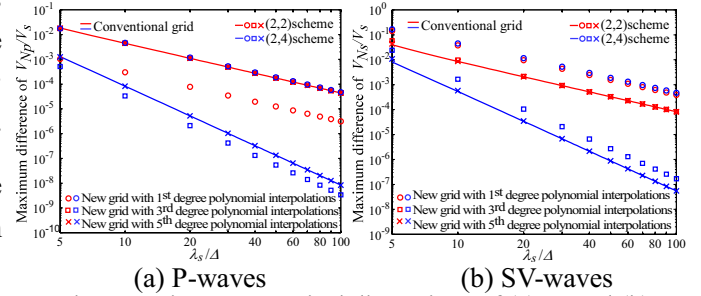 Maximum difference of V_Np/V_S
10^-1
10^-2
10^-3
10^-4
10^-5
10^-6
10^-7
10^-8
10^-9
10^-10
Conventional grid
(2,2)scheme
(2,4)scheme
New grid with 1st degree polynomial interpolations
New grid with 3rd degree polynomial interpolations
New grid with 5th degree polynomial interpolations
5 10 20 40 60 80 100
λ_s/Δ
(a) P-waves
Maximum difference of V_Ns/V_S
10^0
10^-1
10^-2
10^-3
10^-4
10^-5
10^-6
10^-7
10^-8
10^-9
Conventional grid
(2,2)scheme
(2,4)scheme
New grid with 1st degree polynomial interpolations
New grid with 3rd degree polynomial interpolations
New grid with 5th degree polynomial interpolations
5 10 20 40 60 80 100
λ_s/Δ
(b) SV-waves